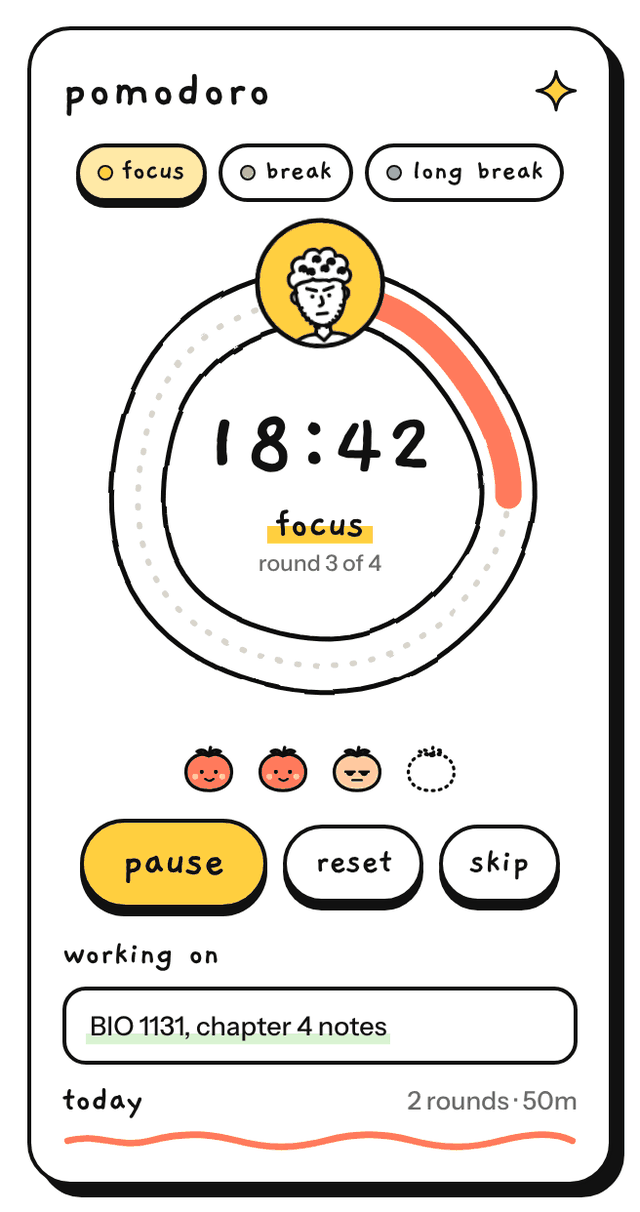 pomodoro
focus
break
long break
18:42
focus
round 3 of 4
pause
reset
skip
working on
BIO 1131, chapter 4 notes
today
2 rounds · 50m